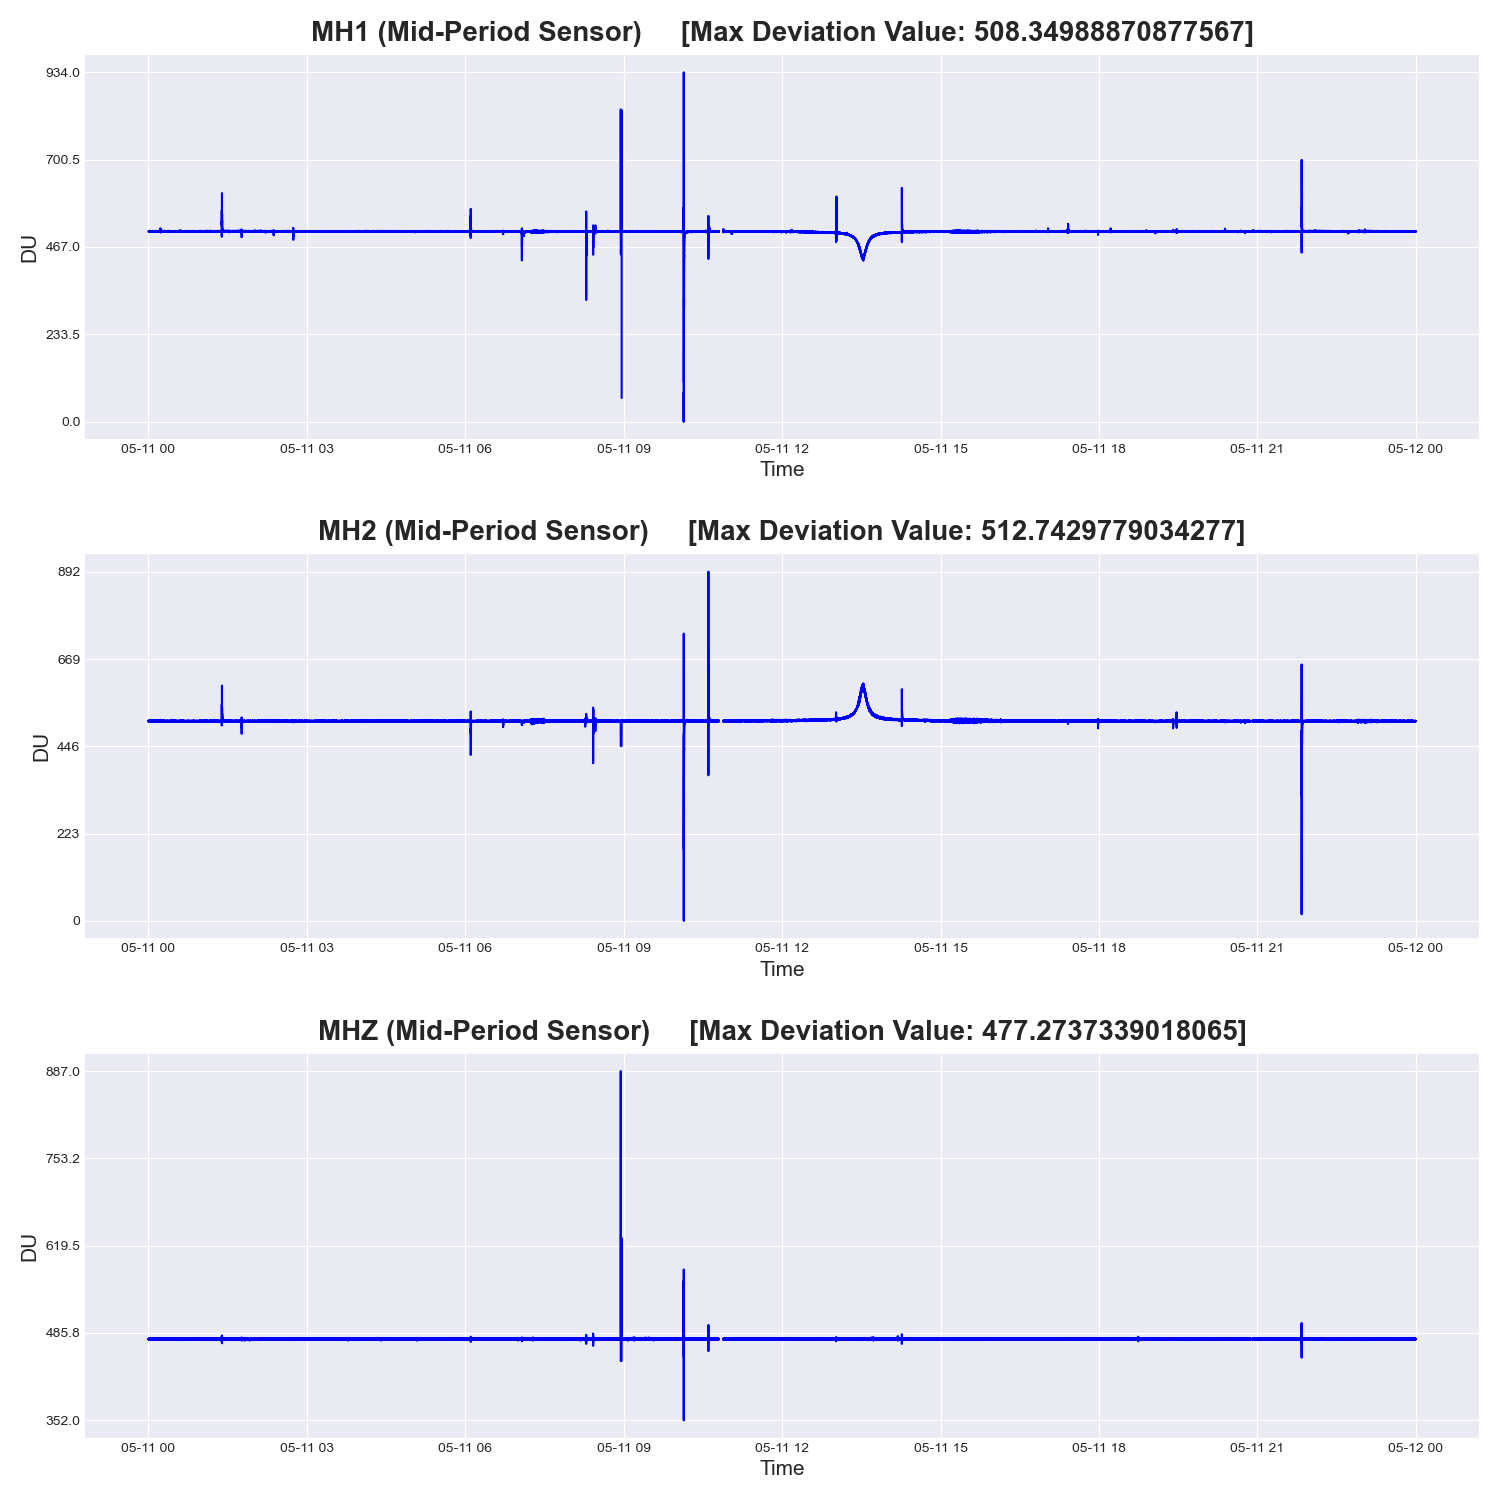 MH1 (Mid-Period Sensor) [Max Deviation Value: 508.34988870877567]
934.0
700.5
467.0
233.5
0.0
DU
05-11 00 05-11 03 05-11 06 05-11 09 05-11 12 05-11 15 05-11 18 05-11 21 05-12 00
Time
MH2 (Mid-Period Sensor) [Max Deviation Value: 512.7429779034277]
892
669
446
223
0
DU
05-11 00 05-11 03 05-11 06 05-11 09 05-11 12 05-11 15 05-11 18 05-11 21 05-12 00
Time
MHZ (Mid-Period Sensor) [Max Deviation Value: 477.2737339018065]
887.0
753.2
619.5
485.8
352.0
DU
05-11 00 05-11 03 05-11 06 05-11 09 05-11 12 05-11 15 05-11 18 05-11 21 05-12 00
Time